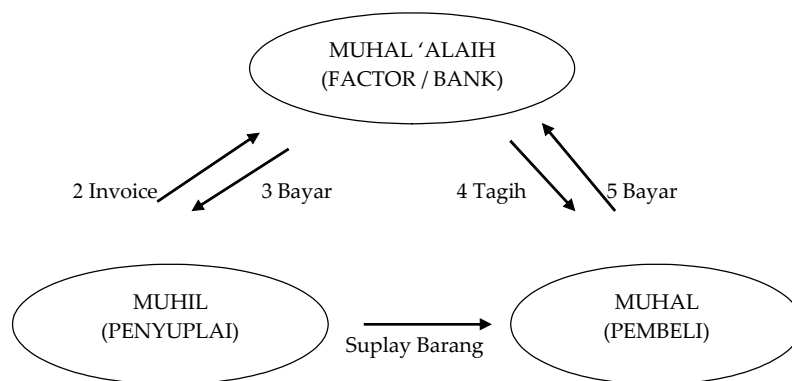 MUHAL ‘ALAIH
(FACTOR / BANK)
2 Invoice
3 Bayar
4 Tagih
5 Bayar
MUHIL
(PENYUPLAI)
Suplay Barang
MUHAL
(PEMBELI)